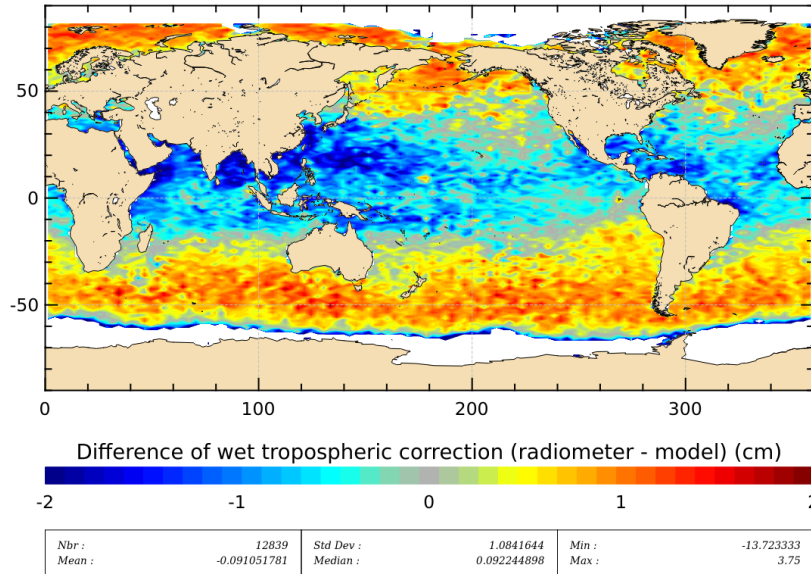 50
0
-50
0 100 200 300
Difference of wet tropospheric correction (radiometer - model) (cm)
-2 -1 0 1 2
Nbr : 12839 Std Dev : 1.0841644 Min : -13.723333
Mean : -0.091051781 Median : 0.092244898 Max : 3.75